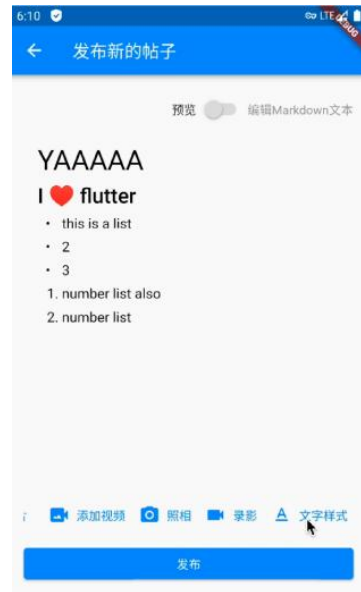 6:10 LTE DEBUG
发布新的帖子
预览 编辑Markdown文本
YAAAAA
I ❤ flutter
• this is a list
• 2
• 3
1. number list also
2. number list
添加视频 照相 录影 A 文字样式
发布